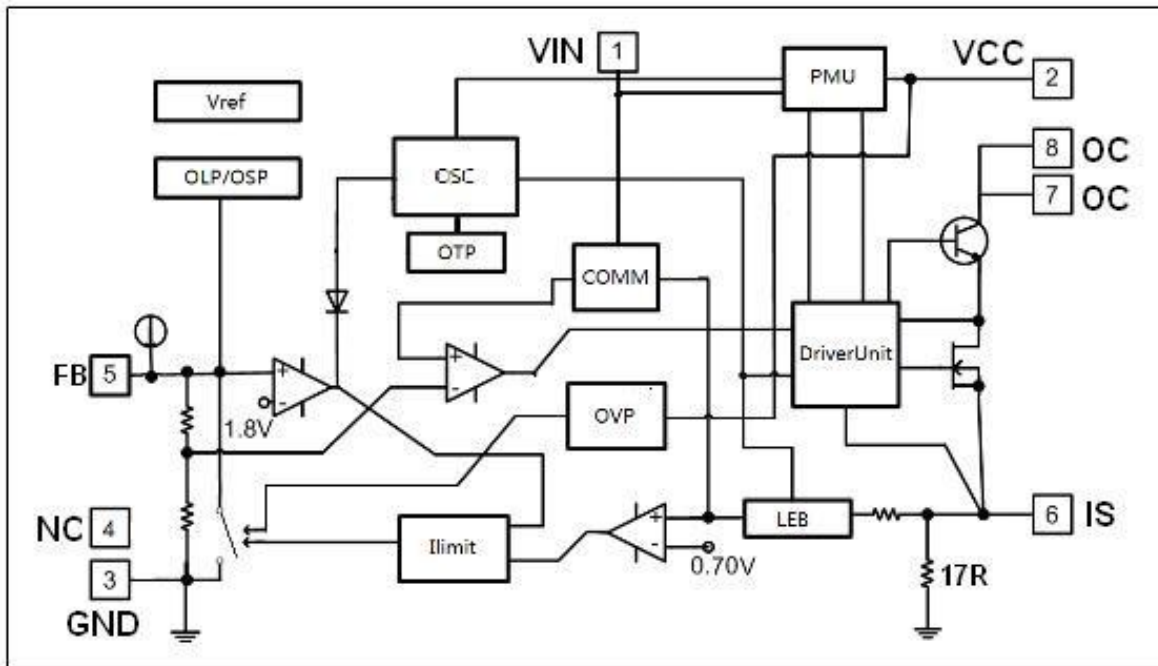 VIN 1 PMU VCC 2
Vref
8 OC
OLP/OSP OSC 7 OC
OTP
COMM
+ DriverUnit
FB 5 + -
- OVP
1.8V
NC 4 Ilimit + LEB 6 IS
- 0.70V
3 17R
GND